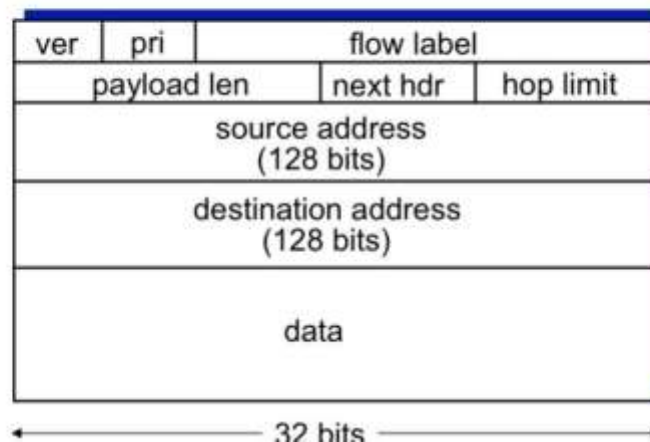 ver pri flow label
payload len next hdr hop limit
source address
(128 bits)
destination address
(128 bits)
data
32 bits